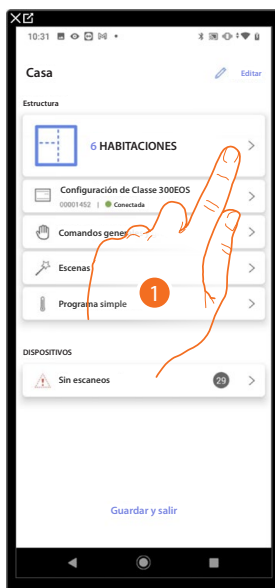 10:31
Casa
Editar
Estructura
6 HABITACIONES
Configuración de Classe 300EOS
00001452 | Conectada
Comandos gener
Escenas
1
Programa simple
DISPOSITIVOS
Sin escaneos 29
Guardar y salir